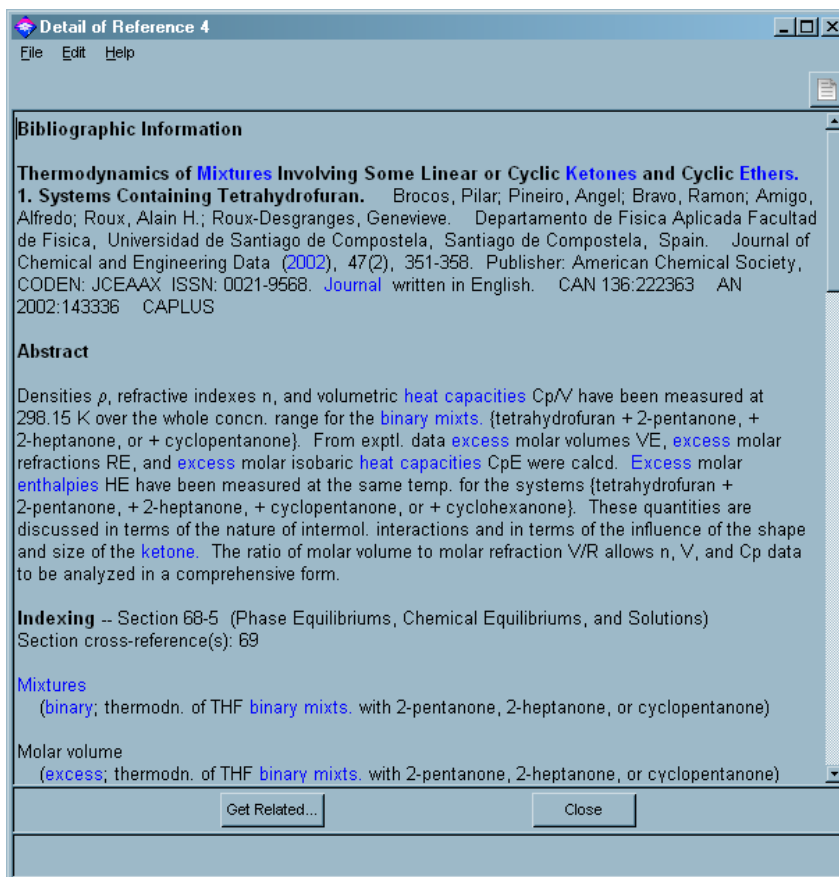 Detail of Reference 4
File Edit Help
Bibliographic Information
Thermodynamics of Mixtures Involving Some Linear or Cyclic Ketones and Cyclic Ethers.
1. Systems Containing Tetrahydrofuran. Brocos, Pilar; Pineiro, Angel; Bravo, Ramon; Amigo,
Alfredo; Roux, Alain H.; Roux-Desgranges, Genevieve. Departamento de Fisica Aplicada Facultad
de Fisica, Universidad de Santiago de Compostela, Santiago de Compostela, Spain. Journal of
Chemical and Engineering Data (2002), 47(2), 351-358. Publisher: American Chemical Society,
CODEN: JCEAAX ISSN: 0021-9568. Journal written in English. CAN 136:222363 AN
2002:143336 CAPLUS
Abstract
Densities ρ, refractive indexes n, and volumetric heat capacities Cp/V have been measured at
298.15 K over the whole concn. range for the binary mixts. {tetrahydrofuran + 2-pentanone, +
2-heptanone, or + cyclopentanone}. From exptl. data excess molar volumes VE, excess molar
refractions RE, and excess molar isobaric heat capacities CpE were calcd. Excess molar
enthalpies HE have been measured at the same temp. for the systems {tetrahydrofuran +
2-pentanone, + 2-heptanone, + cyclopentanone, or + cyclohexanone}. These quantities are
discussed in terms of the nature of intermol. interactions and in terms of the influence of the shape
and size of the ketone. The ratio of molar volume to molar refraction V/R allows n, V, and Cp data
to be analyzed in a comprehensive form.
Indexing -- Section 68-5 (Phase Equilibriums, Chemical Equilibriums, and Solutions)
Section cross-reference(s): 69
Mixtures
(binary; thermodn. of THF binary mixts. with 2-pentanone, 2-heptanone, or cyclopentanone)
Molar volume
(excess; thermodn. of THF binary mixts. with 2-pentanone, 2-heptanone, or cyclopentanone)
Get Related... Close